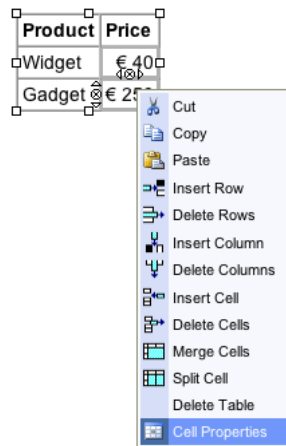 Product Price
Widget € 40
Gadget € 25
Cut
Copy
Paste
Insert Row
Delete Rows
Insert Column
Delete Columns
Insert Cell
Delete Cells
Merge Cells
Split Cell
Delete Table
Cell Properties